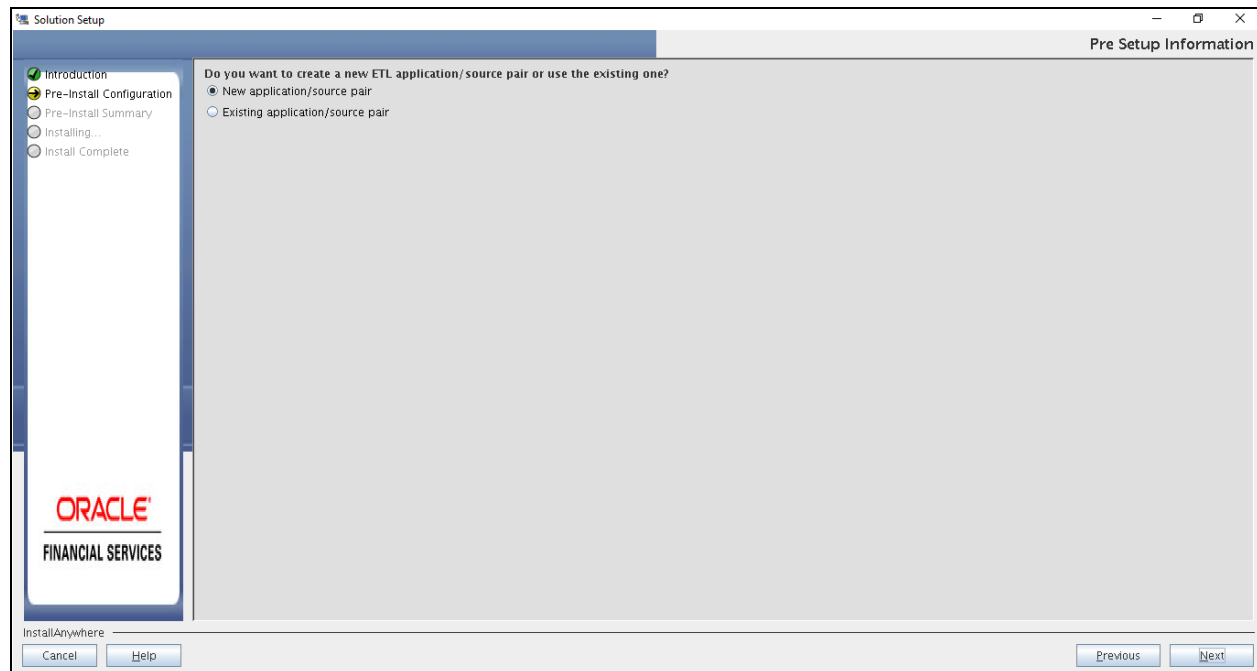 Solution Setup
Pre Setup Information
Introduction
Pre-Install Configuration
Pre-Install Summary
Installing...
Install Complete
Do you want to create a new ETL application/source pair or use the existing one?
New application/source pair
Existing application/source pair
ORACLE
FINANCIAL SERVICES
InstallAnywhere
Cancel
Help
Previous
Next